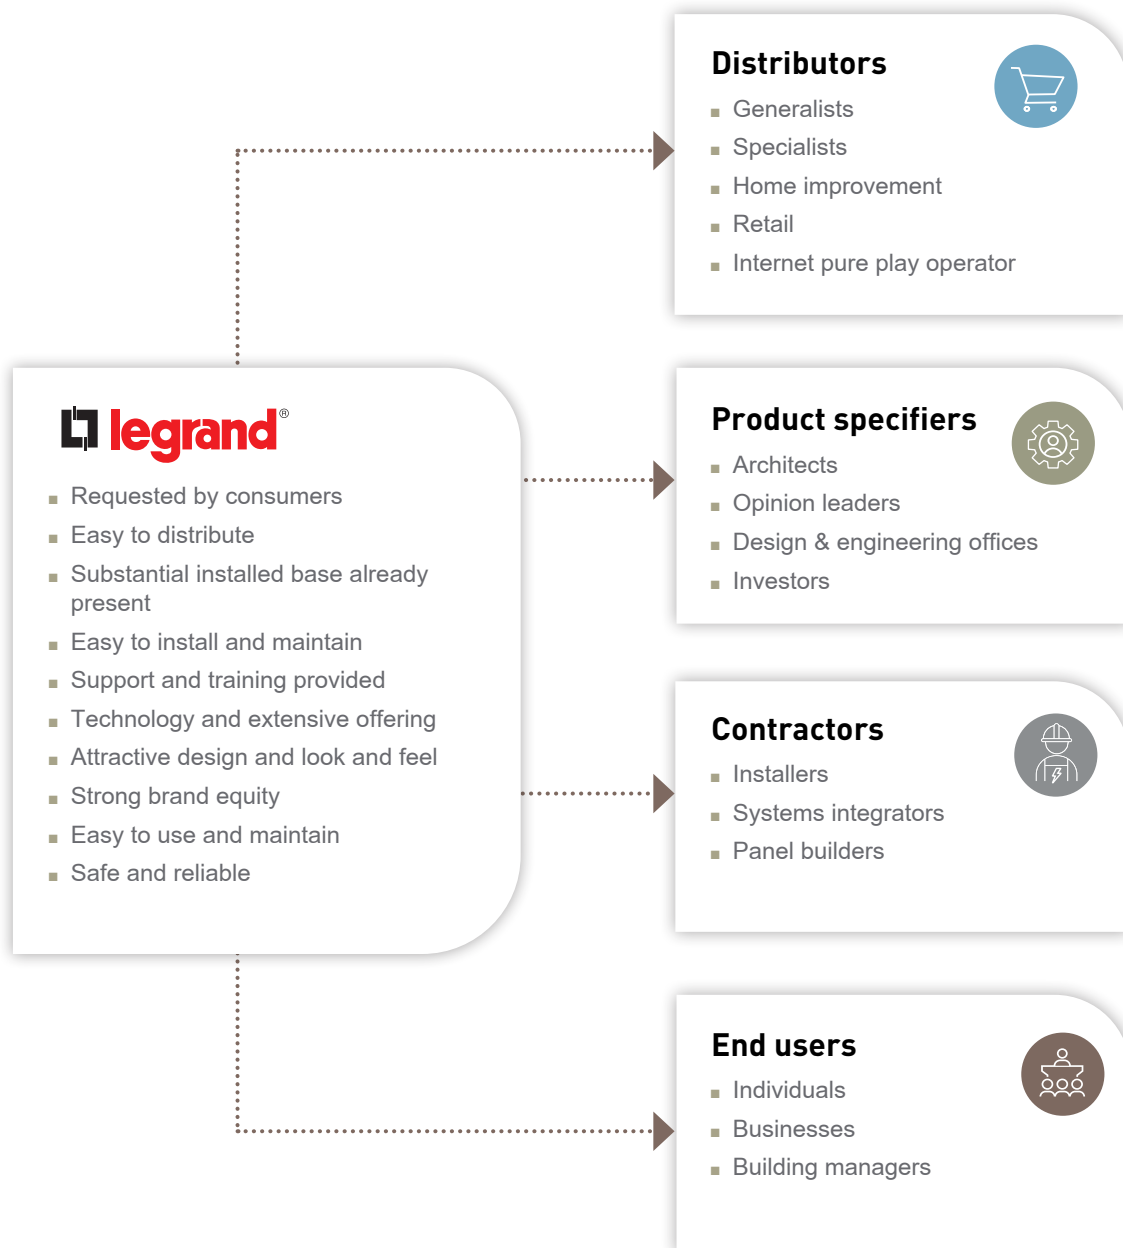 Distributors
Generalists
Specialists
Home improvement
Retail
Internet pure play operator
legrand®
Requested by consumers
Easy to distribute
Substantial installed base already
present
Easy to install and maintain
Support and training provided
Technology and extensive offering
Attractive design and look and feel
Strong brand equity
Easy to use and maintain
Safe and reliable
Product specifiers
Architects
Opinion leaders
Design & engineering offices
Investors
Contractors
Installers
Systems integrators
Panel builders
End users
Individuals
Businesses
Building managers